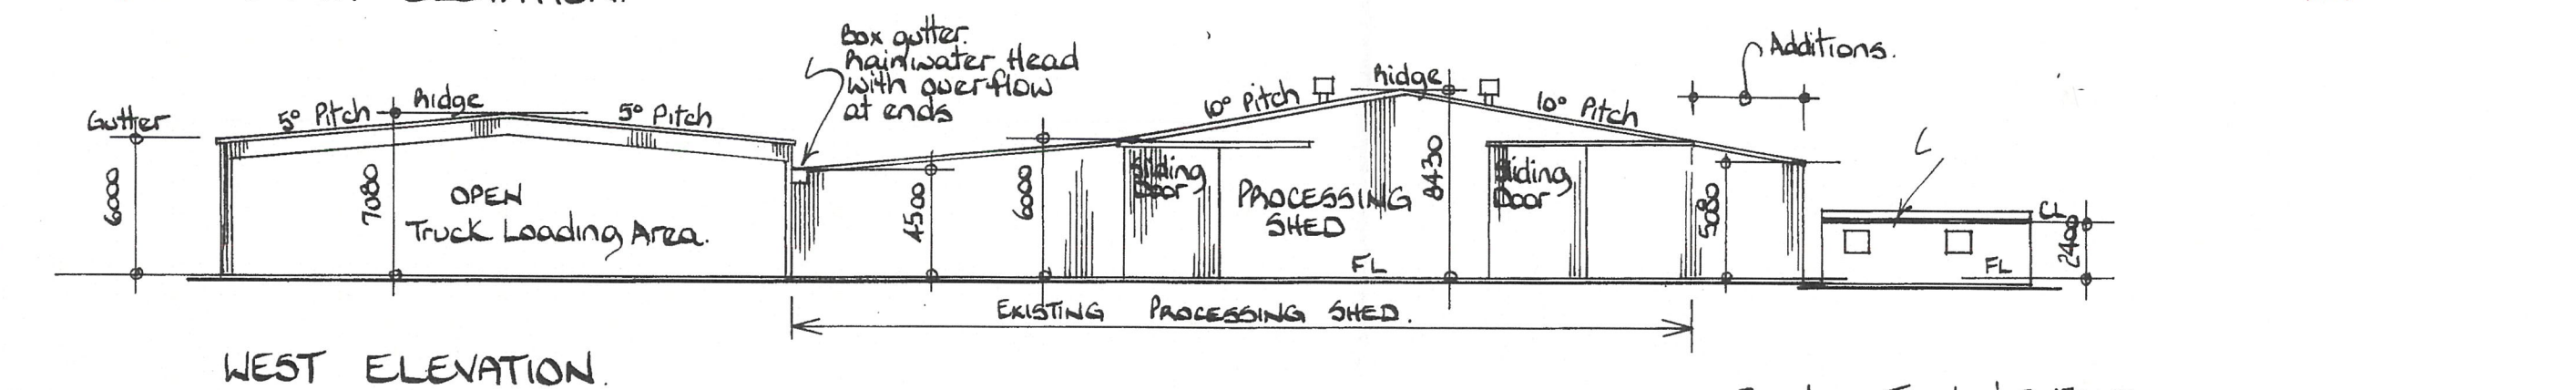 Box gutter.
Rainwater Head
with overflow
at ends
Additions.
Gutter
5° Pitch
Ridge
5° Pitch
10° Pitch
Ridge
10° Pitch
6000
7080
OPEN
Truck Loading Area.
4500
6000
Sliding
Door
PROCESSING
SHED
8430
Sliding
Door
5080
CL
2400
FL
FL
EXISTING PROCESSING SHED.
WEST ELEVATION.